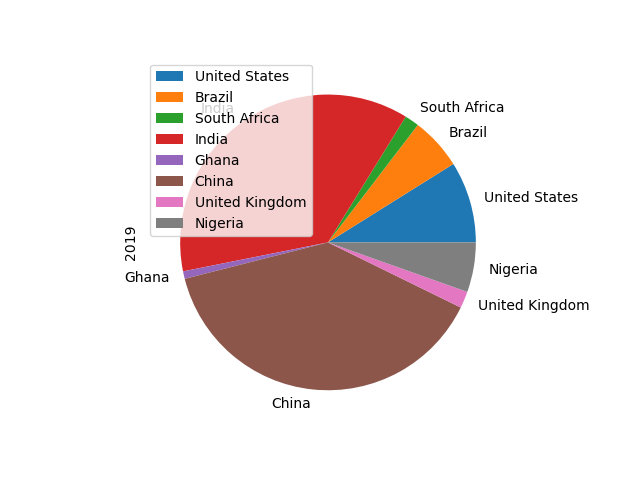 United States
Brazil
South Africa
India
Ghana
China
United Kingdom
Nigeria
India
South Africa
Brazil
United States
2019
Ghana
Nigeria
United Kingdom
China